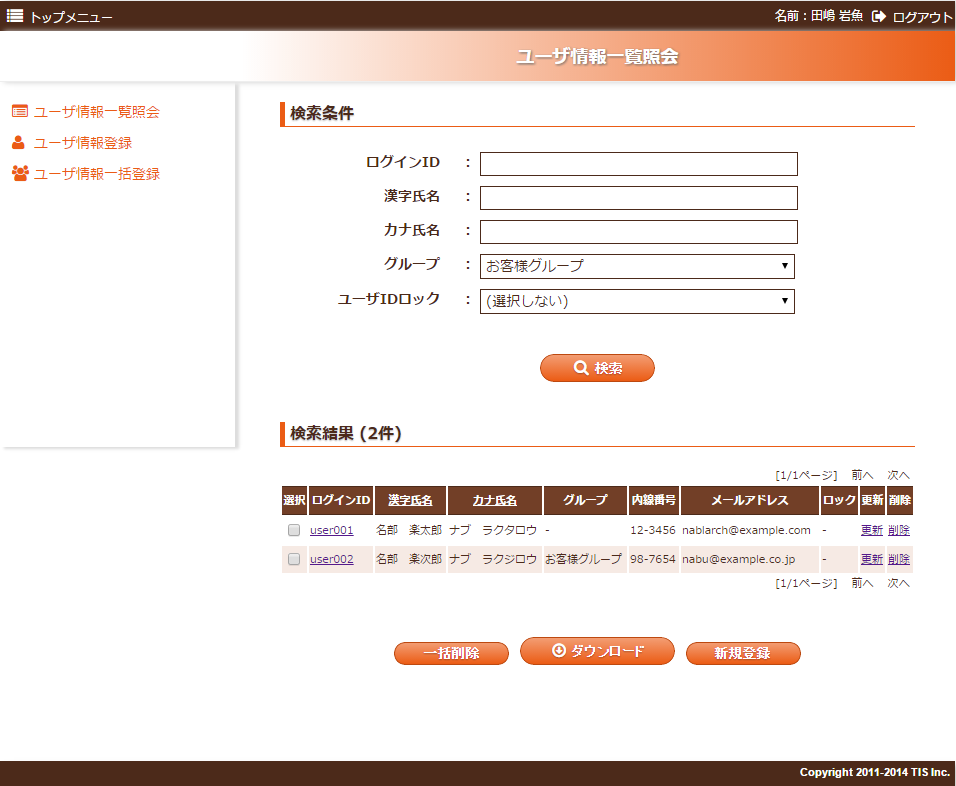 トップメニュー 名前：田嶋 岩魚 ログアウト
ユーザ情報一覧照会
ユーザ情報一覧照会
ユーザ情報登録
ユーザ情報一括登録
検索条件
ログインID ：
漢字氏名 ：
カナ氏名 ：
グループ ： お客様グループ
ユーザIDロック ： (選択しない)
検索
検索結果 (2件)
[1/1ページ] 前へ 次へ
選択 ログインID 漢字氏名 カナ氏名 グループ 内線番号 メールアドレス ロック 更新 削除
user001 名部　楽太郎 ナブ　ラクタロウ - 12-3456 nablarch@example.com - 更新 削除
user002 名部　楽次郎 ナブ　ラクジロウ お客様グループ 98-7654 nabu@example.co.jp - 更新 削除
[1/1ページ] 前へ 次へ
一括削除 ダウンロード 新規登録
Copyright 2011-2014 TIS Inc.